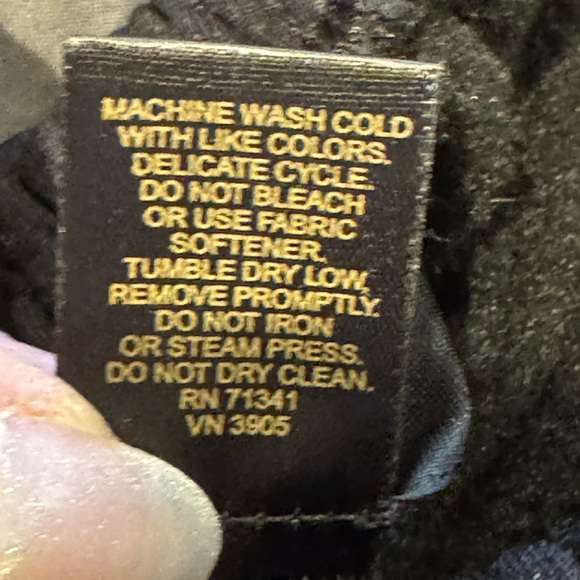 MACHINE WASH COLD
WITH LIKE COLORS.
DELICATE CYCLE.
DO NOT BLEACH
OR USE FABRIC
SOFTENER.
TUMBLE DRY LOW,
REMOVE PROMPTLY.
DO NOT IRON
OR STEAM PRESS.
DO NOT DRY CLEAN.
RN 71341
VN 3905